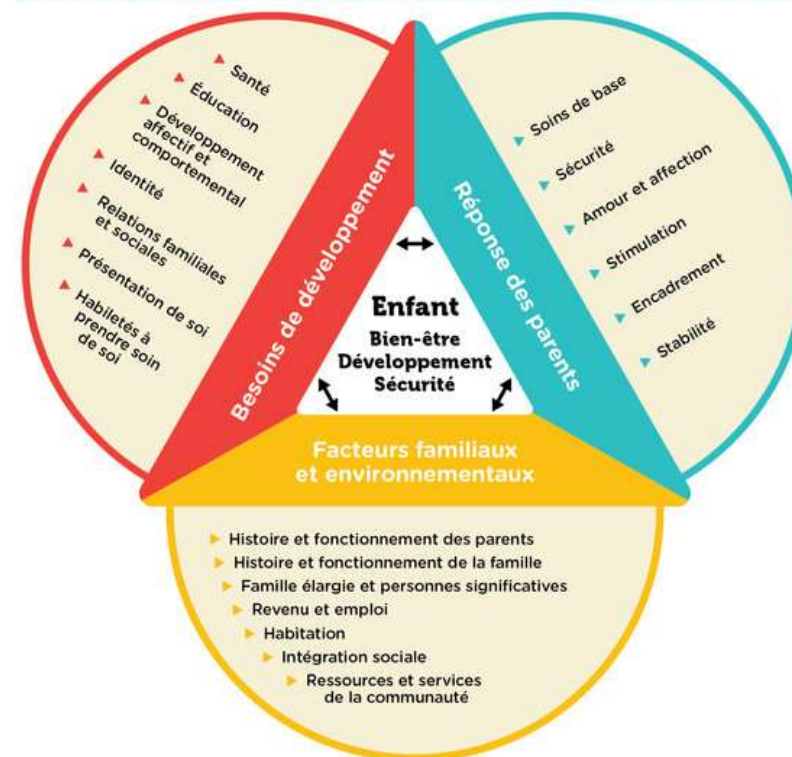 Santé
Éducation
Développement
affectif et
comportemental
Identité
Relations familiales
et sociales
Présentation de soi
Habiletés à
prendre soin
de soi
Besoins de développement
Soins de base
Sécurité
Amour et affection
Stimulation
Encadrement
Stabilité
Réponse des parents
Enfant
Bien-être
Développement
Sécurité
Facteurs familiaux
et environnementaux
Histoire et fonctionnement des parents
Histoire et fonctionnement de la famille
Famille élargie et personnes significatives
Revenu et emploi
Habitation
Intégration sociale
Ressources et services
de la communauté